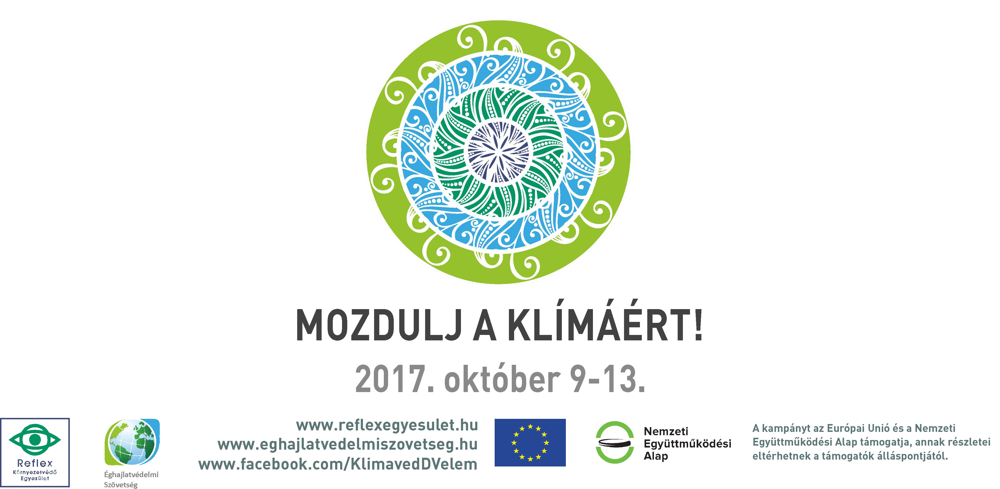 MOZDULJ A KLÍMÁÉRT!
2017. október 9-13.
Reflex
Környezetvédő
Egyesület
Éghajlatvédelmi
Szövetség
www.reflexegyesulet.hu
www.eghajlatvedelmiszovetseg.hu
www.facebook.com/KlimavedDVelem
Nemzeti
Együttműködési
Alap
A kampányt az Európai Unió és a Nemzeti
Együttműködési Alap támogatja, annak részletei
eltérhetnek a támogatók álláspontjától.